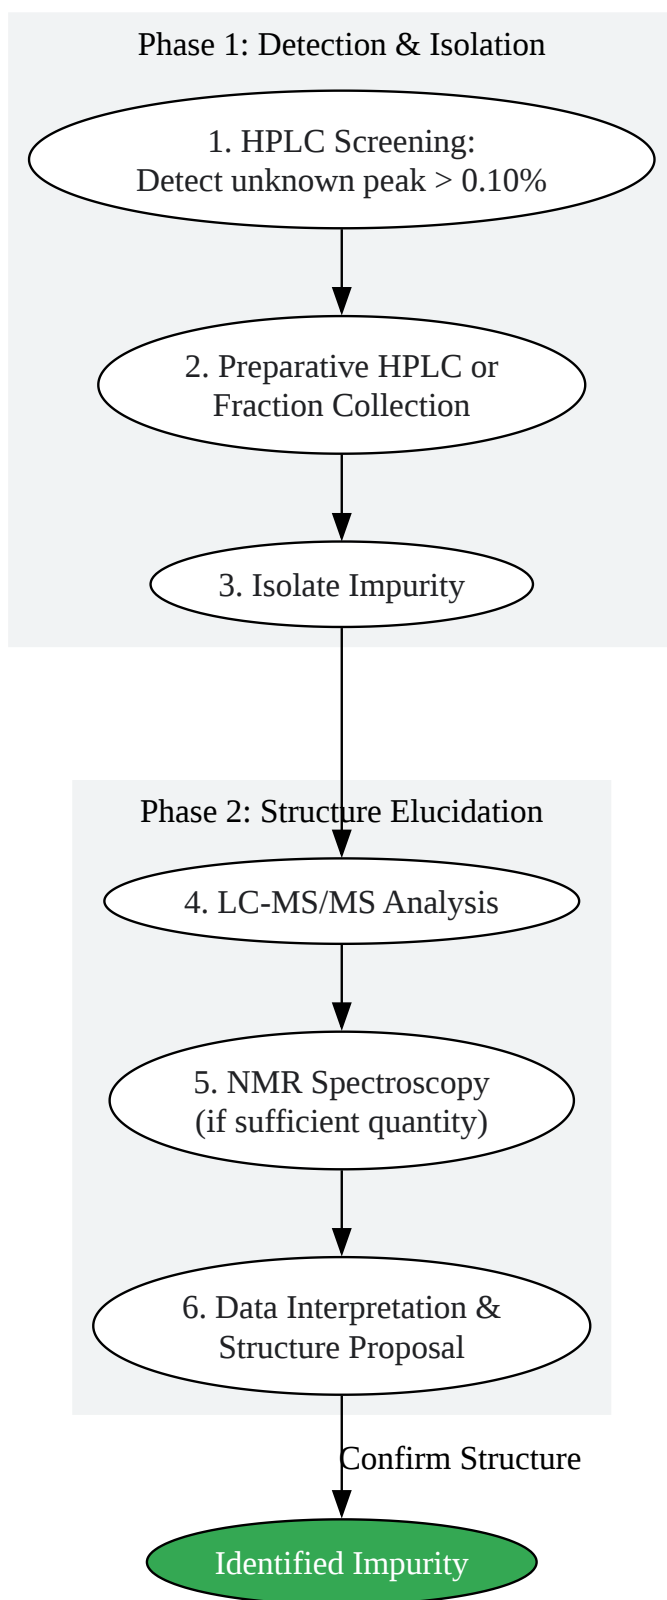 Phase 1: Detection & Isolation
1. HPLC Screening:
Detect unknown peak > 0.10%
2. Preparative HPLC or
Fraction Collection
3. Isolate Impurity
Phase 2: Structure Elucidation
4. LC-MS/MS Analysis
5. NMR Spectroscopy
(if sufficient quantity)
6. Data Interpretation &
Structure Proposal
Confirm Structure
Identified Impurity